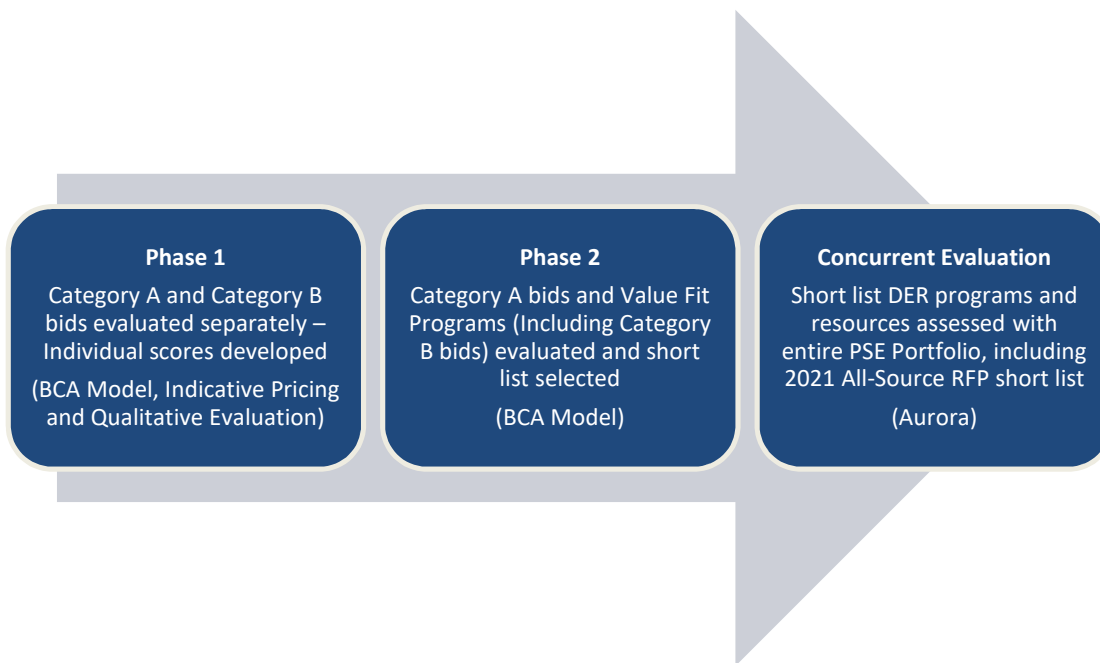 Phase 1
Category A and Category B
bids evaluated separately –
Individual scores developed
(BCA Model, Indicative Pricing
and Qualitative Evaluation)
Phase 2
Category A bids and Value Fit
Programs (Including Category
B bids) evaluated and short
list selected
(BCA Model)
Concurrent Evaluation
Short list DER programs and
resources assessed with
entire PSE Portfolio, including
2021 All-Source RFP short list
(Aurora)